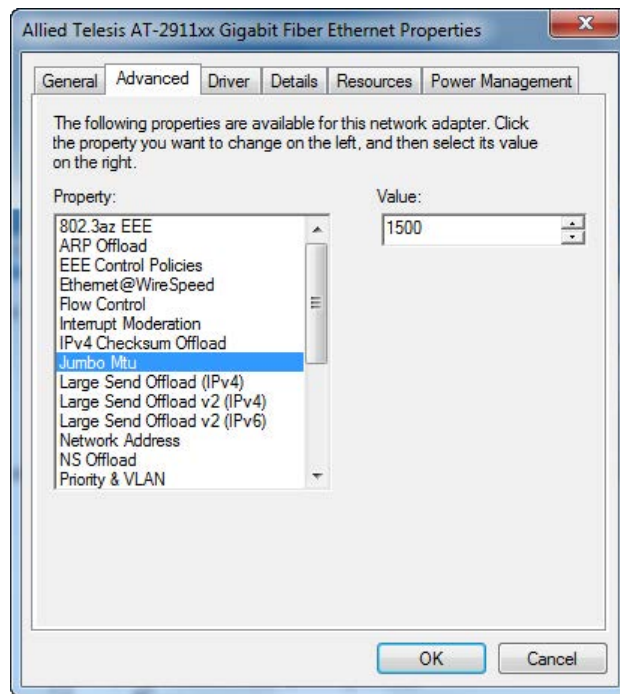 Allied Telesis AT-2911xx Gigabit Fiber Ethernet Properties
General Advanced Driver Details Resources Power Management
The following properties are available for this network adapter. Click
the property you want to change on the left, and then select its value
on the right.
Property:
Value:
802.3az EEE
ARP Offload
EEE Control Policies
Ethernet@WireSpeed
Flow Control
Interrupt Moderation
IPv4 Checksum Offload
Jumbo Mtu
Large Send Offload (IPv4)
Large Send Offload v2 (IPv4)
Large Send Offload v2 (IPv6)
Network Address
NS Offload
Priority & VLAN
1500
OK Cancel